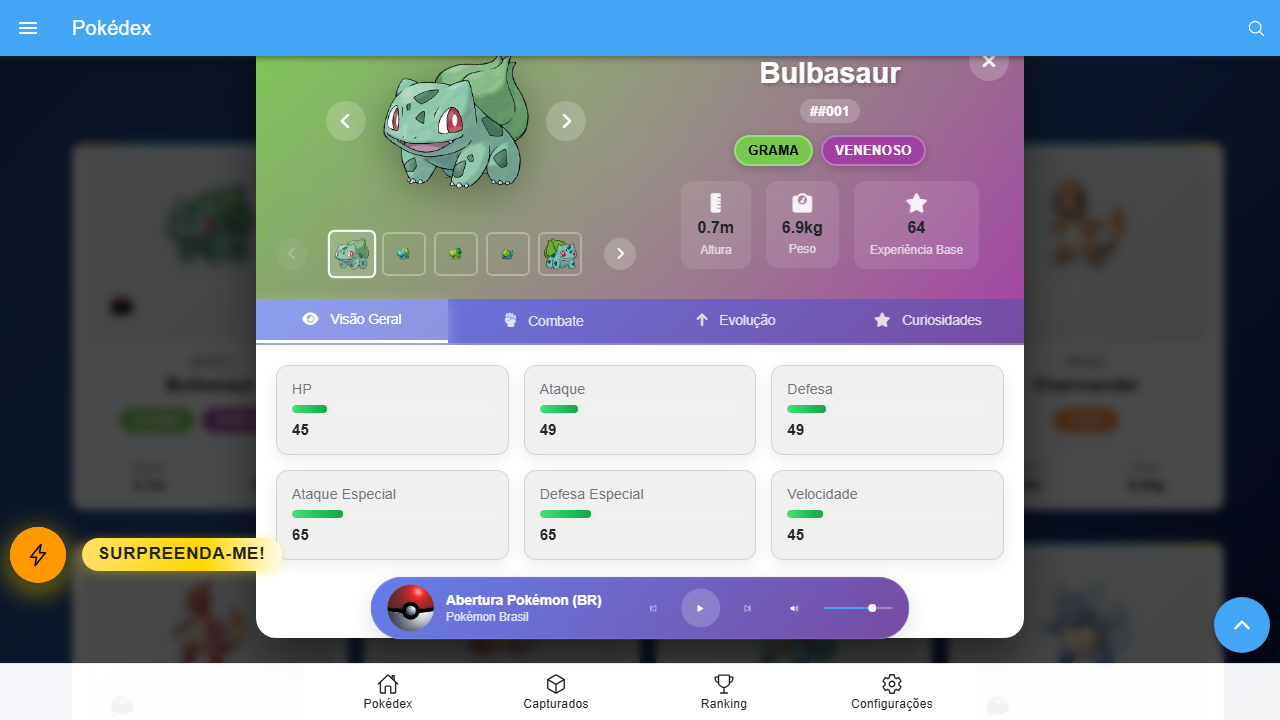 Pokédex
Bulbasaur
##001
GRAMA
VENENOSO
0.7m
Altura
6.9kg
Peso
64
Experiência Base
Visão Geral
Combate
Evolução
Curiosidades
HP
45
Ataque
49
Defesa
49
Ataque Especial
65
Defesa Especial
65
Velocidade
45
SURPREENDA-ME!
Abertura Pokémon (BR)
Pokémon Brasil
Pokédex
Capturados
Ranking
Configurações